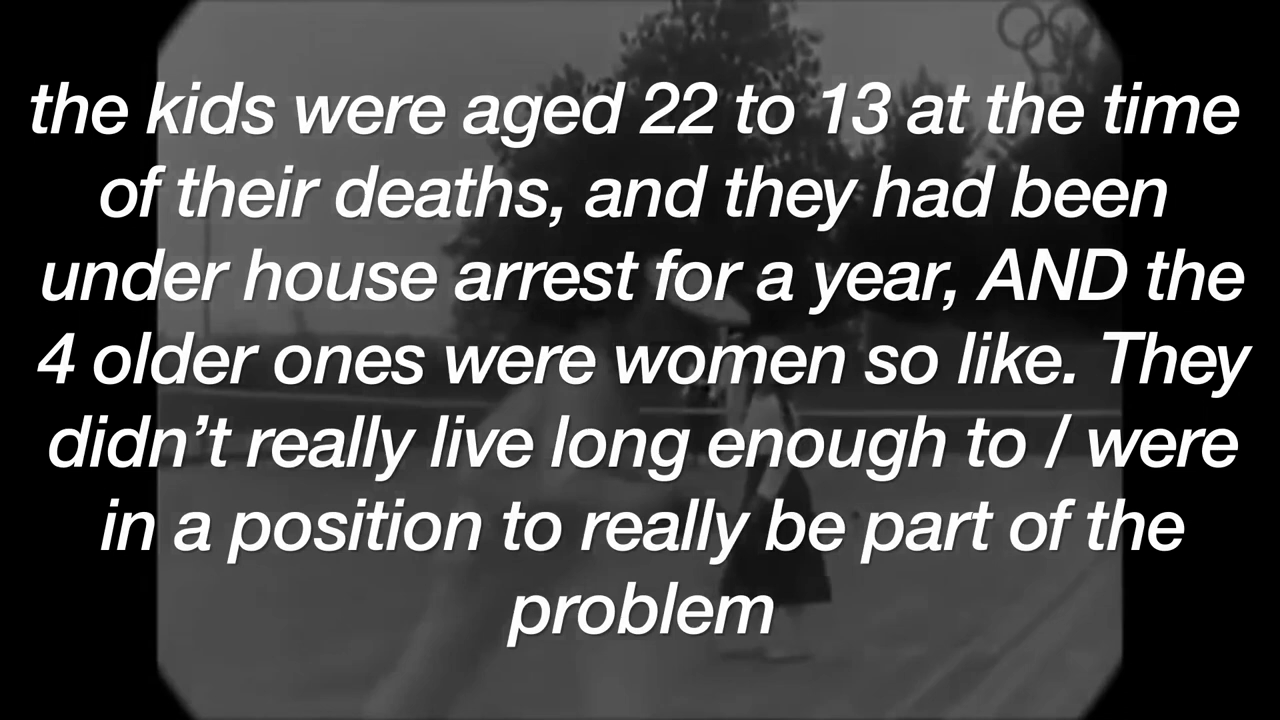 the kids were aged 22 to 13 at the time
of their deaths, and they had been
under house arrest for a year, AND the
4 older ones were women so like. They
didn’t really live long enough to / were
in a position to really be part of the
problem